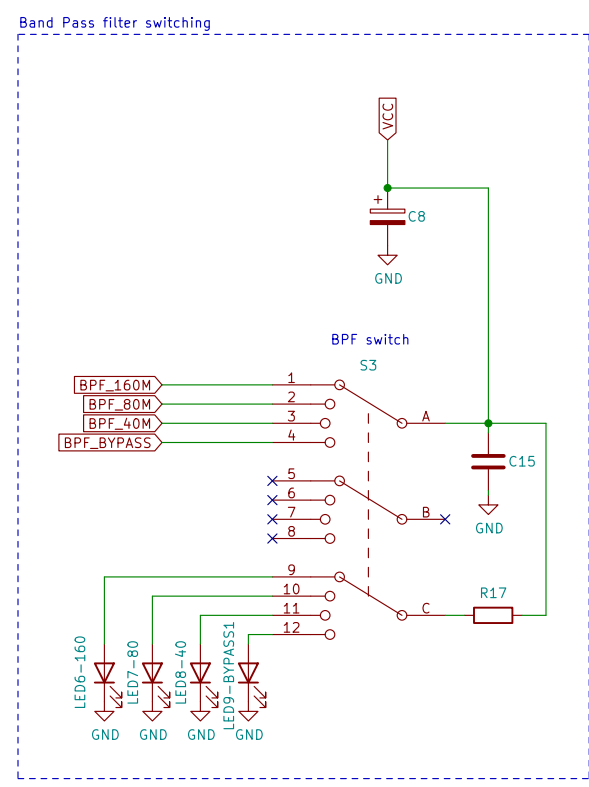 Band Pass filter switching
VCC
+
C8
GND
BPF switch
S3
BPF_160M
1
BPF_80M
2
BPF_40M
3
A
BPF_BYPASS
4
C15
5
6
7
B
8
GND
9
10
R17
11
C
12
LED6-160
LED7-80
LED8-40
LED9-BYPASS1
GND
GND
GND
GND